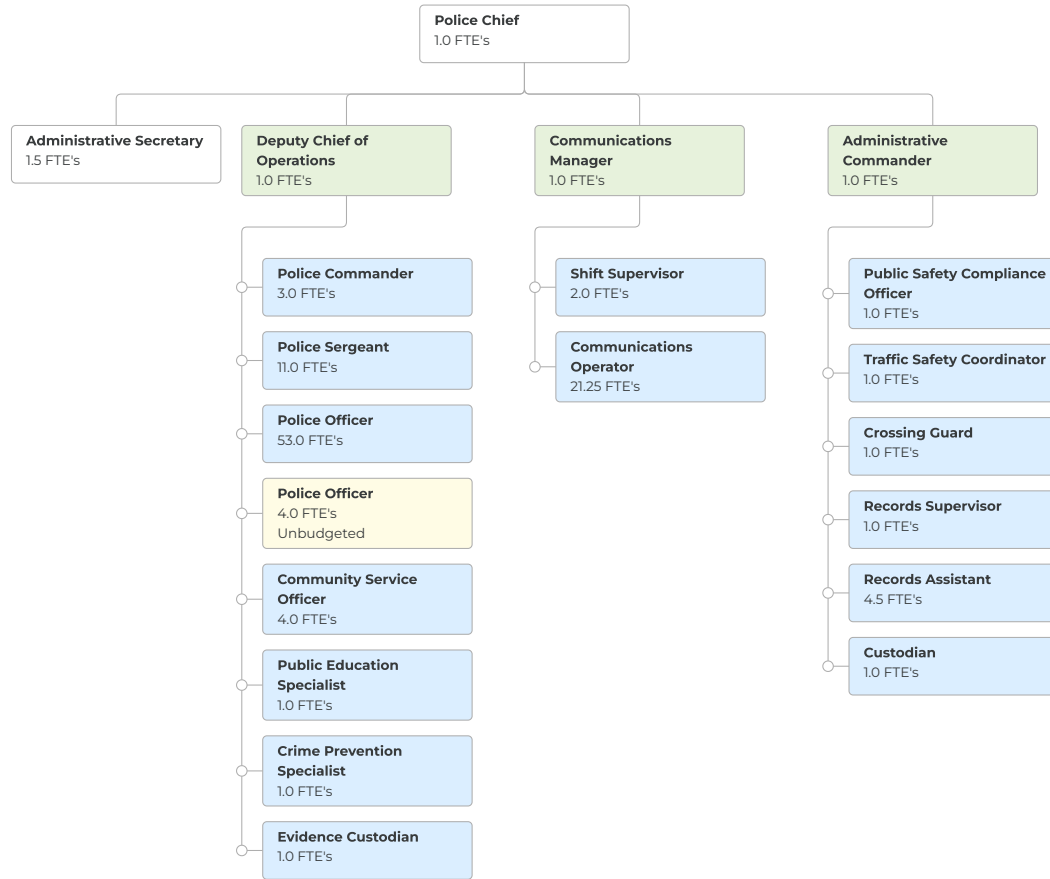 Police Chief
1.0 FTE's
Administrative Secretary
1.5 FTE's
Deputy Chief of
Operations
1.0 FTE's
Communications
Manager
1.0 FTE's
Administrative
Commander
1.0 FTE's
Police Commander
3.0 FTE's
Police Sergeant
11.0 FTE's
Police Officer
53.0 FTE's
Police Officer
4.0 FTE's
Unbudgeted
Community Service
Officer
4.0 FTE's
Public Education
Specialist
1.0 FTE's
Crime Prevention
Specialist
1.0 FTE's
Evidence Custodian
1.0 FTE's
Shift Supervisor
2.0 FTE's
Communications
Operator
21.25 FTE's
Public Safety Compliance
Officer
1.0 FTE's
Traffic Safety Coordinator
1.0 FTE's
Crossing Guard
1.0 FTE's
Records Supervisor
1.0 FTE's
Records Assistant
4.5 FTE's
Custodian
1.0 FTE's